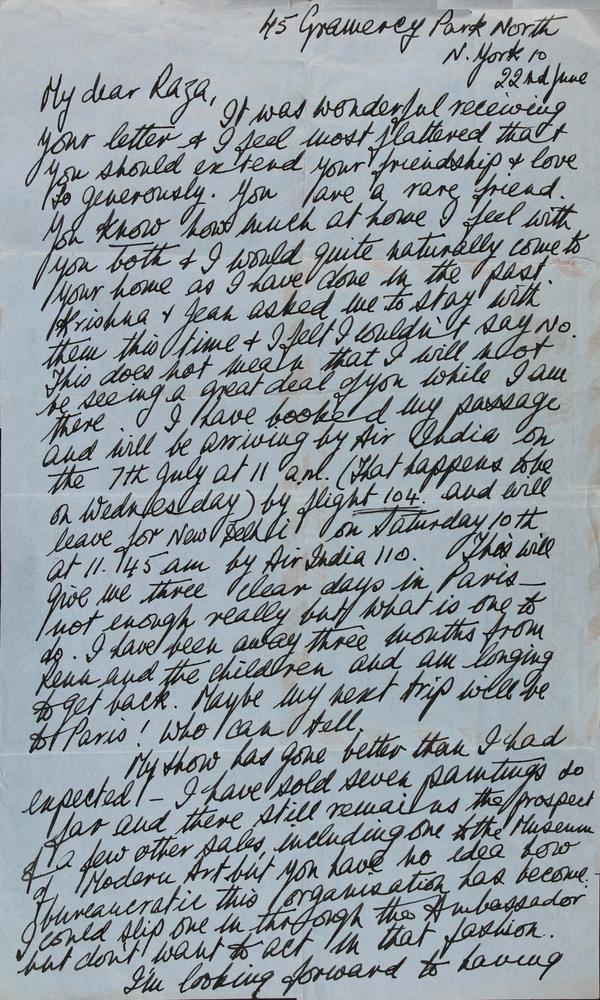 45 Gramercy Park North
N. York 10
22nd June
My dear Raza,
It was wonderful receiving
your letter & I feel most flattered that
you should extend your friendship & love
so generously. You are a rare friend.
You know how much at home I feel with
you both & I would quite naturally come to
your home as I have done in the past.
Krishna & Jean asked me to stay with
them this time & I felt I couldn't say no.
This does not mean that I will not
be seeing a great deal of you while I am
there. I have booked my passage
and will be arriving by Air India on
the 7th July at 11 a.m. (That happens to be
on Wednesday) by flight 104. and will
leave for New Delhi on Saturday 10th
at 11.45 am by Air India 110. This will
give me three clear days in Paris —
not enough really but what is one to
do. I have been away three months from
Renu and the children and am longing
to get back. Maybe my next trip will be
to Paris! Who can tell.
My show has gone better than I had
expected — I have sold seven paintings so
far and there still remains the prospect
of a few other sales, including one to the Museum
of Modern Art but you have no idea how
bureaucratic this organisation has become.
I could slip one in through the Ambassador
but don't want to act in that fashion.
I'm looking forward to having